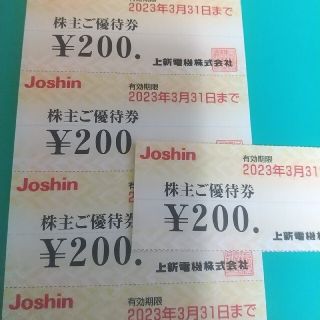 2023年3月31日まで
株主ご優待券
¥200.
上新電機株式会社
Joshin
有効期限
2023年3月31日まで
株主ご優待券
¥200
Joshin
有効期限
2023年3月31
株主ご優待券
¥200.
上新電機株式会社
Joshin
2023
株主ご優待券
¥200.
上新電機株式会社
Joshin
有効期限
2023年3月31日まで